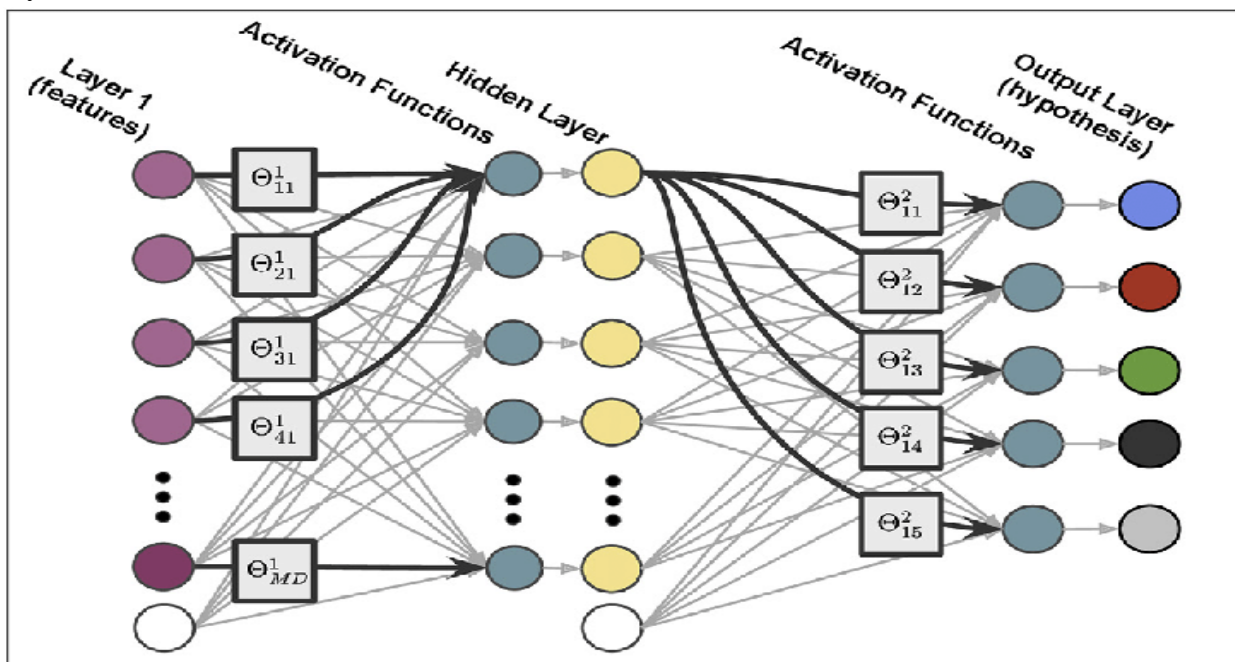 Layer 1
(features)
Activation Functions
Hidden Layer
Activation Functions
Output Layer
(hypothesis)
Θ¹₁₁
Θ¹₂₁
Θ¹₃₁
Θ¹₄₁
Θ¹_MD
Θ²₁₁
Θ²₁₂
Θ²₁₃
Θ²₁₄
Θ²₁₅